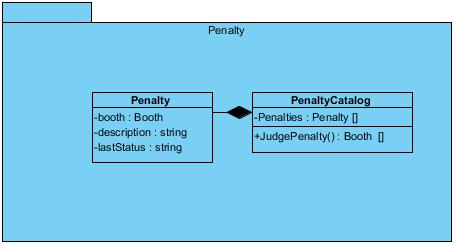 Penalty
Penalty
-booth : Booth
-description : string
-lastStatus : string
PenaltyCatalog
-Penalties : Penalty []
+JudgePenalty() : Booth []